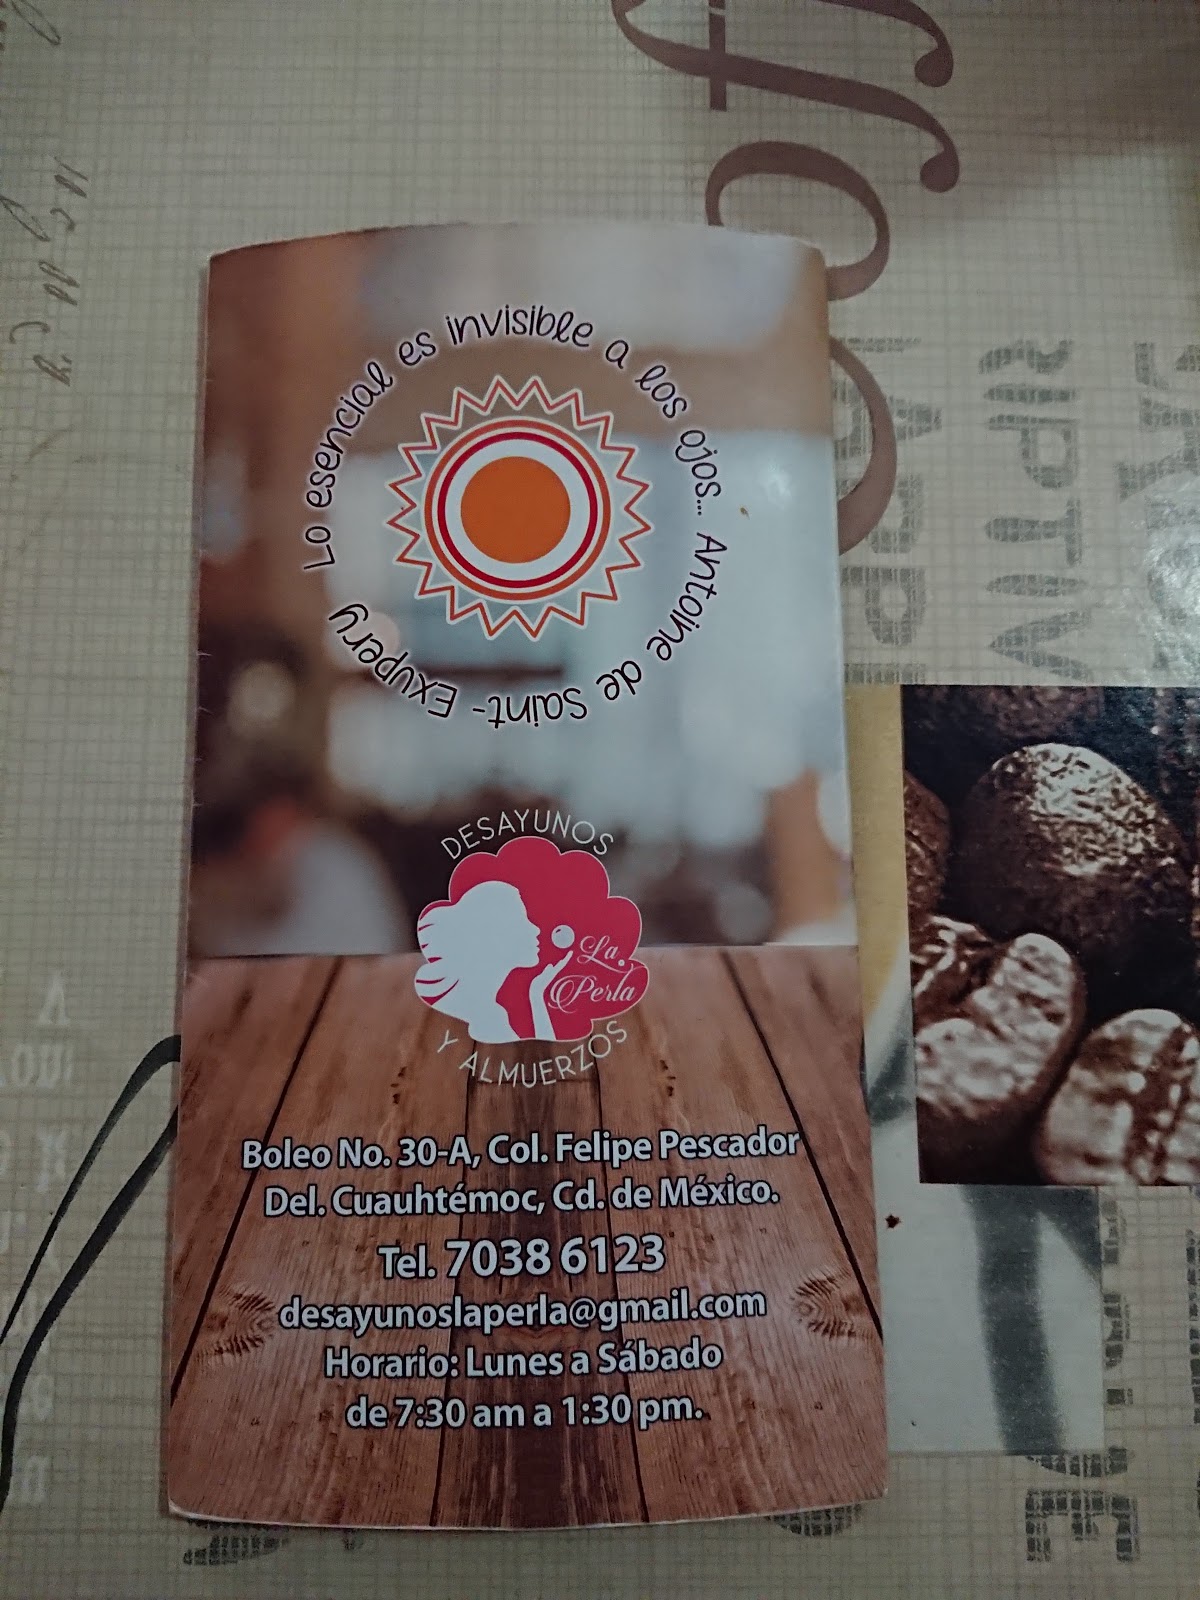 Lo esencial es invisible a los ojos... Antoine de Saint- Exupery
DESAYUNOS
La Perla
Y ALMUERZOS
Boleo No. 30-A, Col. Felipe Pescador
Del. Cuauhtémoc, Cd. de México.
Tel. 7038 6123
desayunoslaperla@gmail.com
Horario: Lunes a Sábado
de 7:30 am a 1:30 pm.
RIPTIV